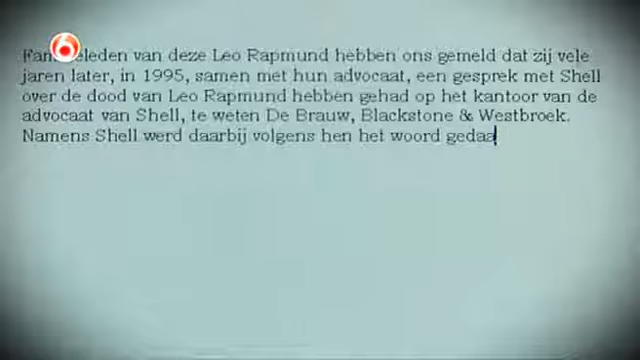 6
leden van deze Leo Rapmund hebben ons gemeld dat zij vele
jaren later, in 1995, samen met hun advocaat, een gesprek met Shell
over de dood van Leo Rapmund hebben gehad op het kantoor van de
advocaat van Shell, te weten De Brauw, Blackstone & Westbroek.
Namens Shell werd daarbij volgens hen het woord gedaa